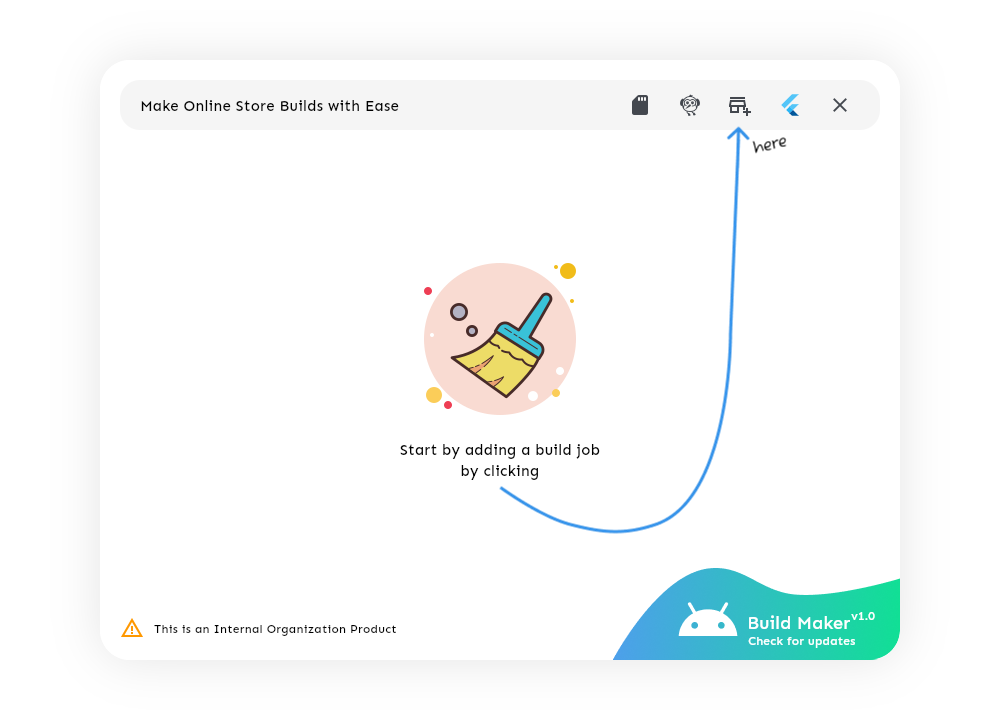 Make Online Store Builds with Ease
here
Start by adding a build job
by clicking
This is an Internal Organization Product
Build Maker v1.0
Check for updates